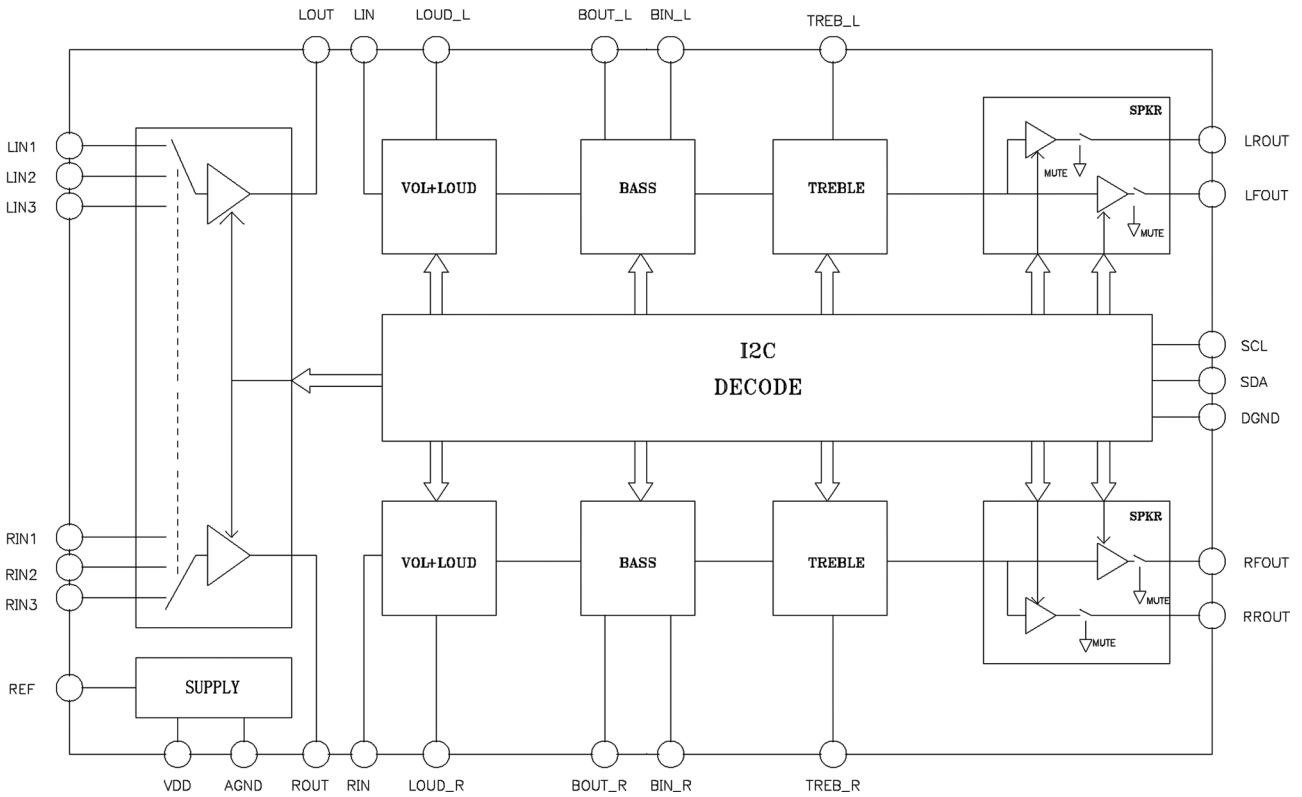 LOUT LIN LOUD_L BOUT_L BIN_L TREB_L
SPKR
LIN1
LIN2
LIN3
LROUT
LFOUT
MUTE
MUTE
VOL+LOUD BASS TREBLE
I2C
DECODE
SCL
SDA
DGND
SPKR
RIN1
RIN2
RIN3
VOL+LOUD BASS TREBLE
RFOUT
RROUT
MUTE
MUTE
REF
SUPPLY
VDD AGND ROUT RIN LOUD_R BOUT_R BIN_R TREB_R